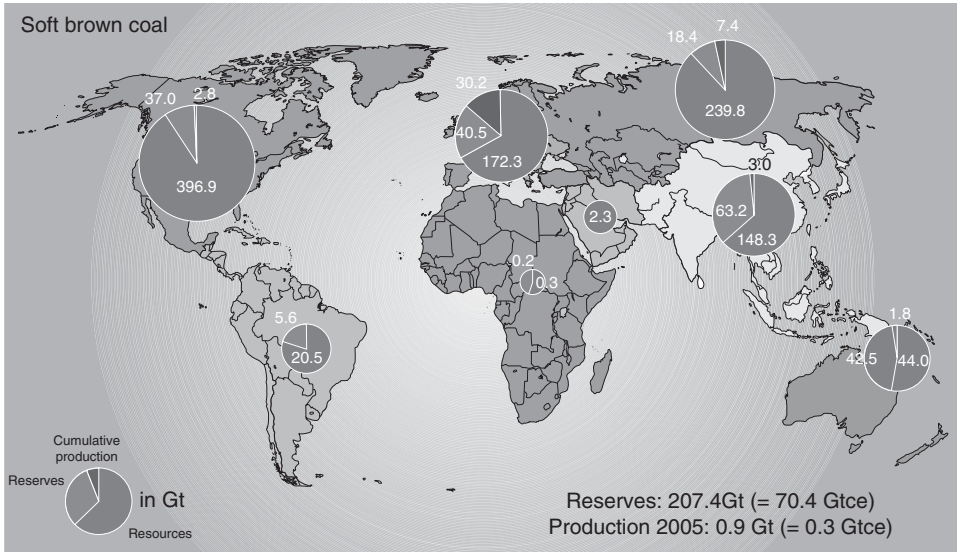 Soft brown coal
18.4
7.4
239.8
37.0
2.8
396.9
30.2
40.5
172.3
3.0
63.2
148.3
2.3
0.2
0.3
5.6
20.5
1.8
42.5
44.0
Cumulative
production
Reserves
in Gt
Resources
Reserves: 207.4Gt (= 70.4 Gtce)
Production 2005: 0.9 Gt (= 0.3 Gtce)